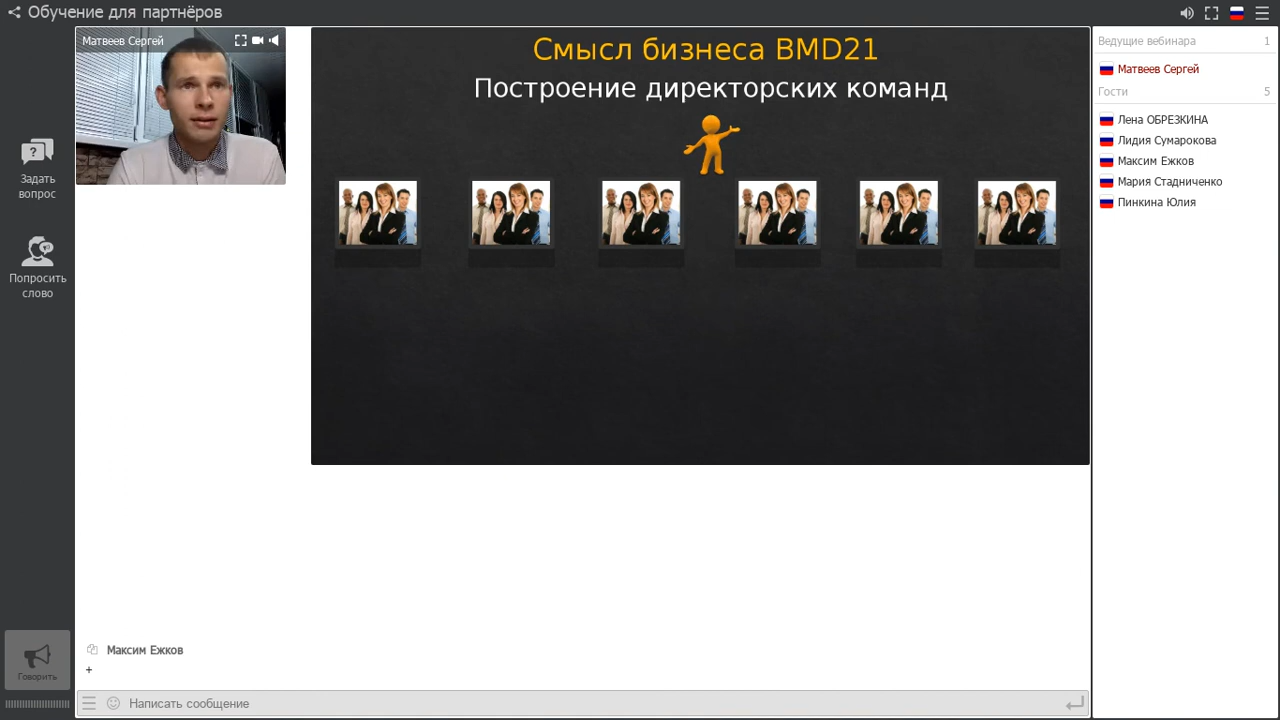 Обучение для партнёров
Матвеев Сергей
Смысл бизнеса BMD21
Построение директорских команд
Задать
вопрос
Попросить
слово
Говорить
Ведущие вебинара 1
Матвеев Сергей
Гости 5
Лена ОБРЕЗКИНА
Лидия Сумарокова
Максим Ежков
Мария Стадниченко
Пинкина Юлия
Максим Ежков
+
Написать сообщение